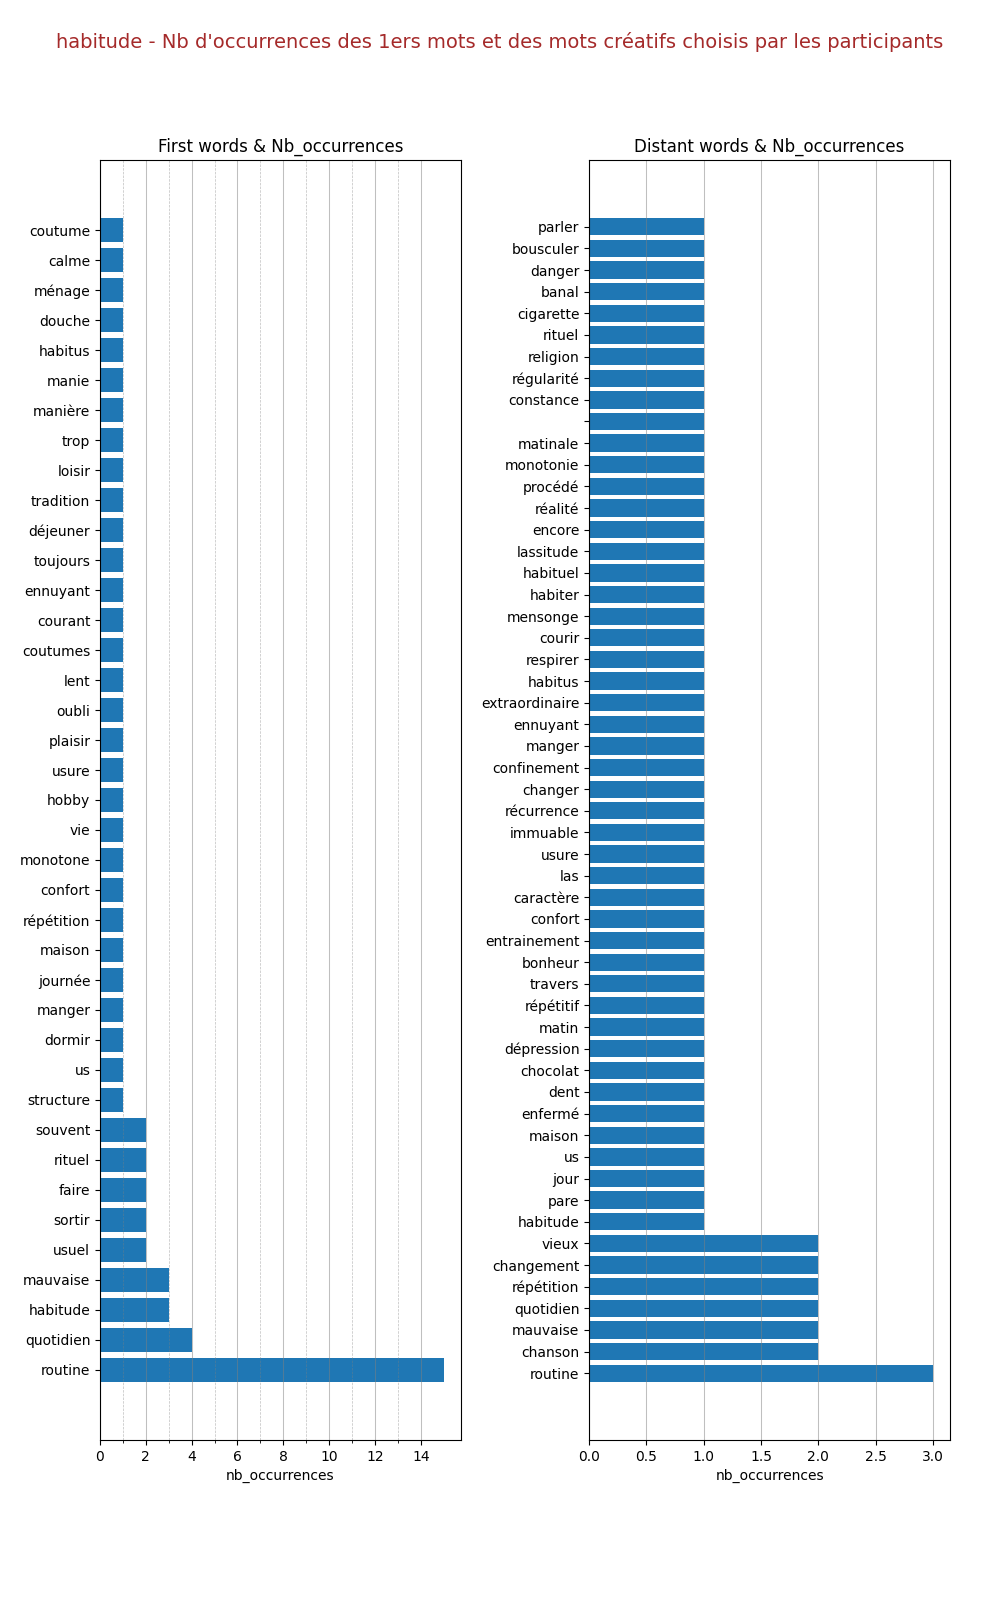 habitude - Nb d'occurrences des 1ers mots et des mots créatifs choisis par les participants
First words & Nb_occurrences
coutume
calme
ménage
douche
habitus
manie
manière
trop
loisir
tradition
déjeuner
toujours
ennuyant
courant
coutumes
lent
oubli
plaisir
usure
hobby
vie
monotone
confort
répétition
maison
journée
manger
dormir
us
structure
souvent
rituel
faire
sortir
usuel
mauvaise
habitude
quotidien
routine
0 2 4 6 8 10 12 14
nb_occurrences
Distant words & Nb_occurrences
parler
bousculer
danger
banal
cigarette
rituel
religion
régularité
constance
matinale
monotonie
procédé
réalité
encore
lassitude
habituel
habiter
mensonge
courir
respirer
habitus
extraordinaire
ennuyant
manger
confinement
changer
récurrence
immuable
usure
las
caractère
confort
entrainement
bonheur
travers
répétitif
matin
dépression
chocolat
dent
enfermé
maison
us
jour
pare
habitude
vieux
changement
répétition
quotidien
mauvaise
chanson
routine
0.0 0.5 1.0 1.5 2.0 2.5 3.0
nb_occurrences